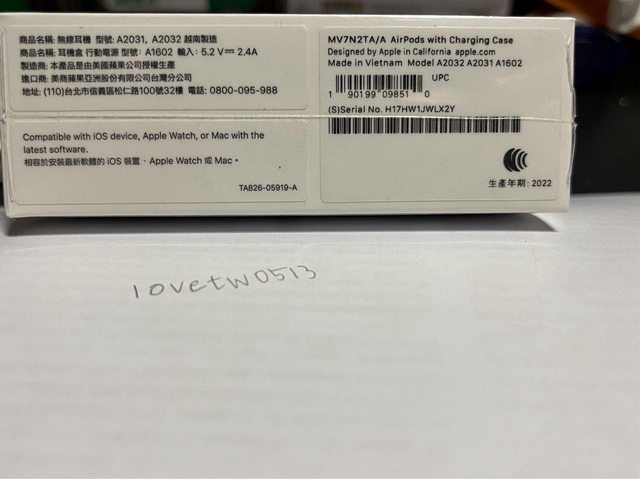 商品名稱: 無線耳機 型號: A2031, A2032 越南製造
商品名稱: 耳機盒 行動電源 型號: A1602 輸入: 5.2 V⎓ 2.4A
製造商: 本產品是由美國蘋果公司授權生產
進口商: 美商蘋果亞洲股份有限公司台灣分公司
地址: (110)台北市信義區松仁路100號32樓 電話: 0800-095-988
Compatible with iOS device, Apple Watch, or Mac with the
latest software.
相容於安裝最新軟體的 iOS 裝置、Apple Watch 或 Mac。
TA826-05919-A
MV7N2TA/A AirPods with Charging Case
Designed by Apple in California apple.com
Made in Vietnam Model A2032 A2031 A1602
UPC
1 90199 09851 0
(S)Serial No. H17HW1JWLX2Y
生產年期: 2022
lovetw0513